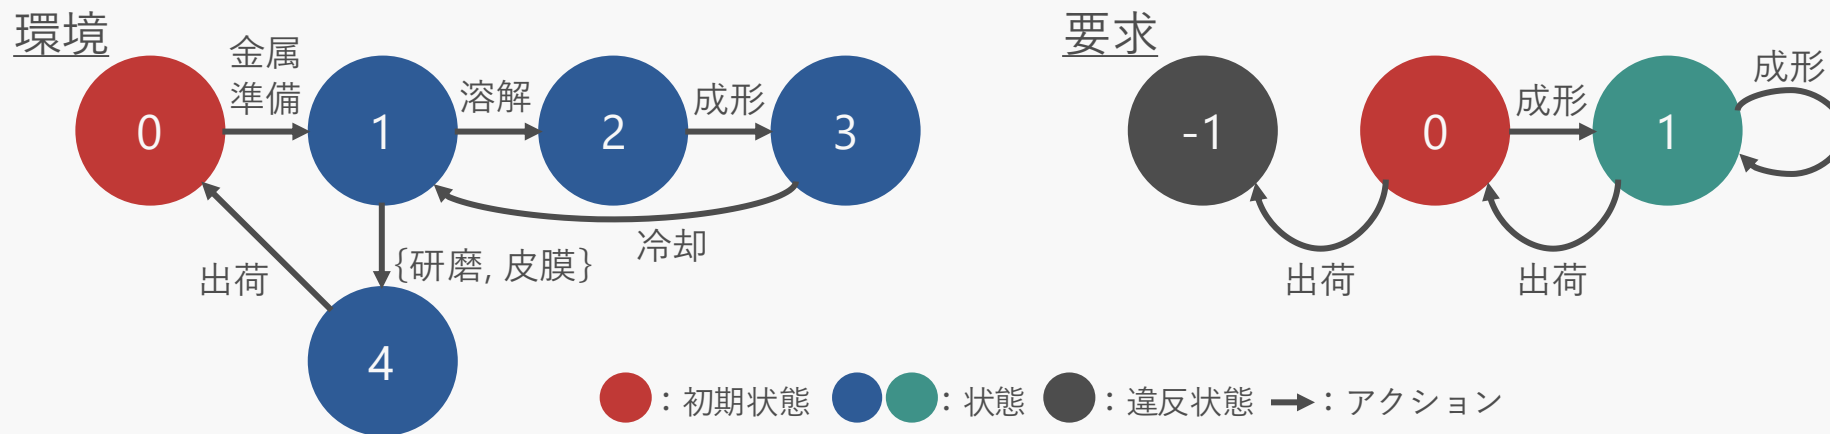 環境
金属
準備
溶解
成形
0
1
2
3
冷却
{研磨, 皮膜}
出荷
4
要求
成形
成形
-1
0
1
出荷
出荷
：初期状態
：状態
：違反状態
：アクション